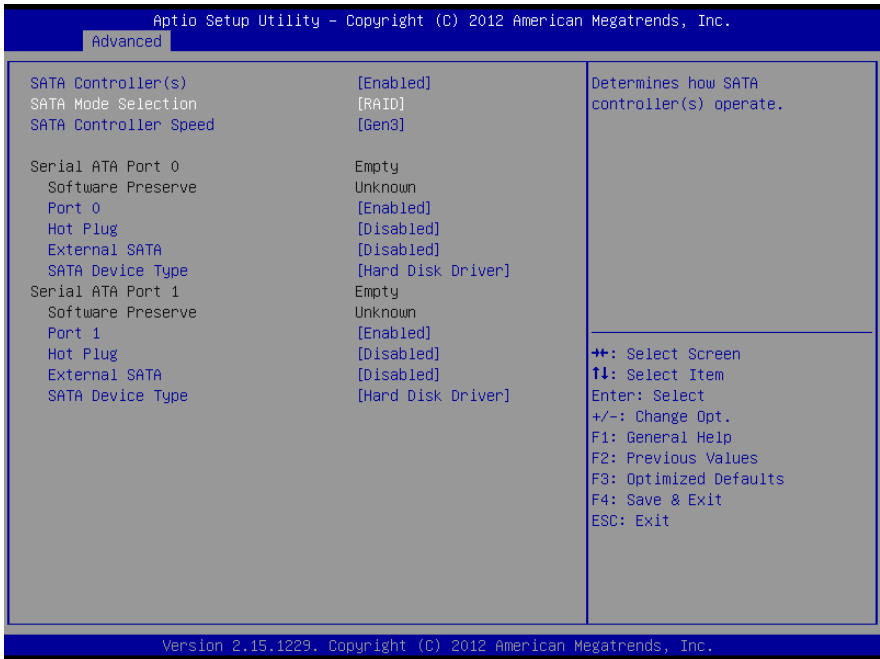 Aptio Setup Utility – Copyright (C) 2012 American Megatrends, Inc.
Advanced
SATA Controller(s) [Enabled]
SATA Mode Selection [RAID]
SATA Controller Speed [Gen3]
Serial ATA Port 0 Empty
Software Preserve Unknown
Port 0 [Enabled]
Hot Plug [Disabled]
External SATA [Disabled]
SATA Device Type [Hard Disk Driver]
Serial ATA Port 1 Empty
Software Preserve Unknown
Port 1 [Enabled]
Hot Plug [Disabled]
External SATA [Disabled]
SATA Device Type [Hard Disk Driver]
Determines how SATA
controller(s) operate.
→←: Select Screen
↑↓: Select Item
Enter: Select
+/-: Change Opt.
F1: General Help
F2: Previous Values
F3: Optimized Defaults
F4: Save & Exit
ESC: Exit
Version 2.15.1229. Copyright (C) 2012 American Megatrends, Inc.